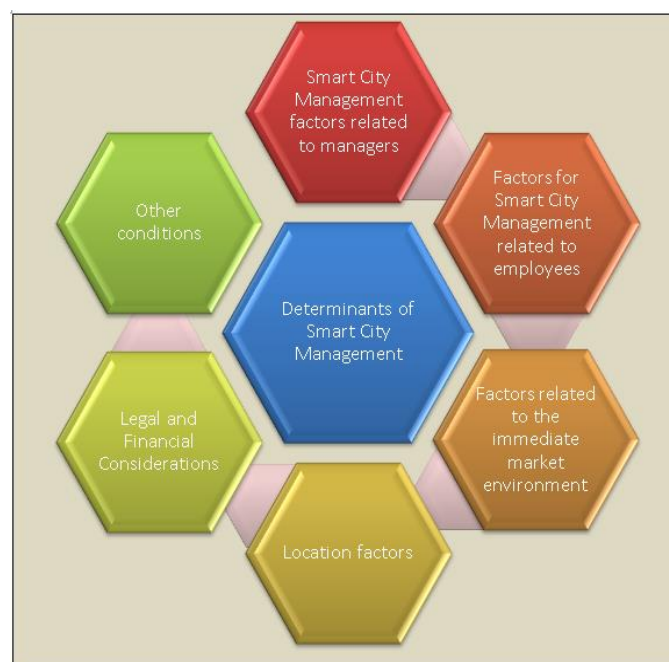 Smart City
Management
factors related
to managers
Factors for
Smart City
Management
related to
employees
Factors related
to the
immediate
market
environment
Location factors
Legal and
Financial
Considerations
Other
conditions
Determinants of
Smart City
Management